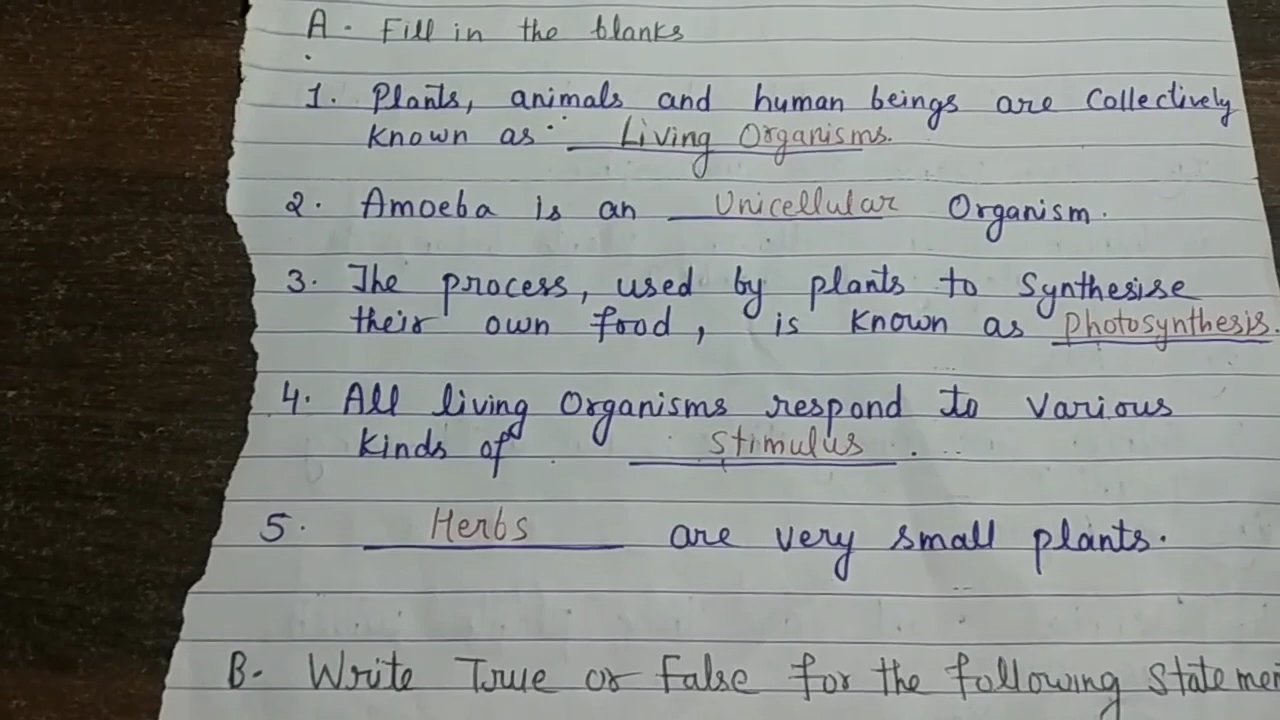 A. Fill in the blanks
1. Plants, animals and human beings are Collectively
known as Living Organisms.
2. Amoeba is an Unicellular Organism.
3. The process, used by plants to Synthesise
their own food, is known as Photosynthesis.
4. All living Organisms respond to various
kinds of Stimulus.
5. Herbs are very small plants.
B. Write True or False for the following Statemen